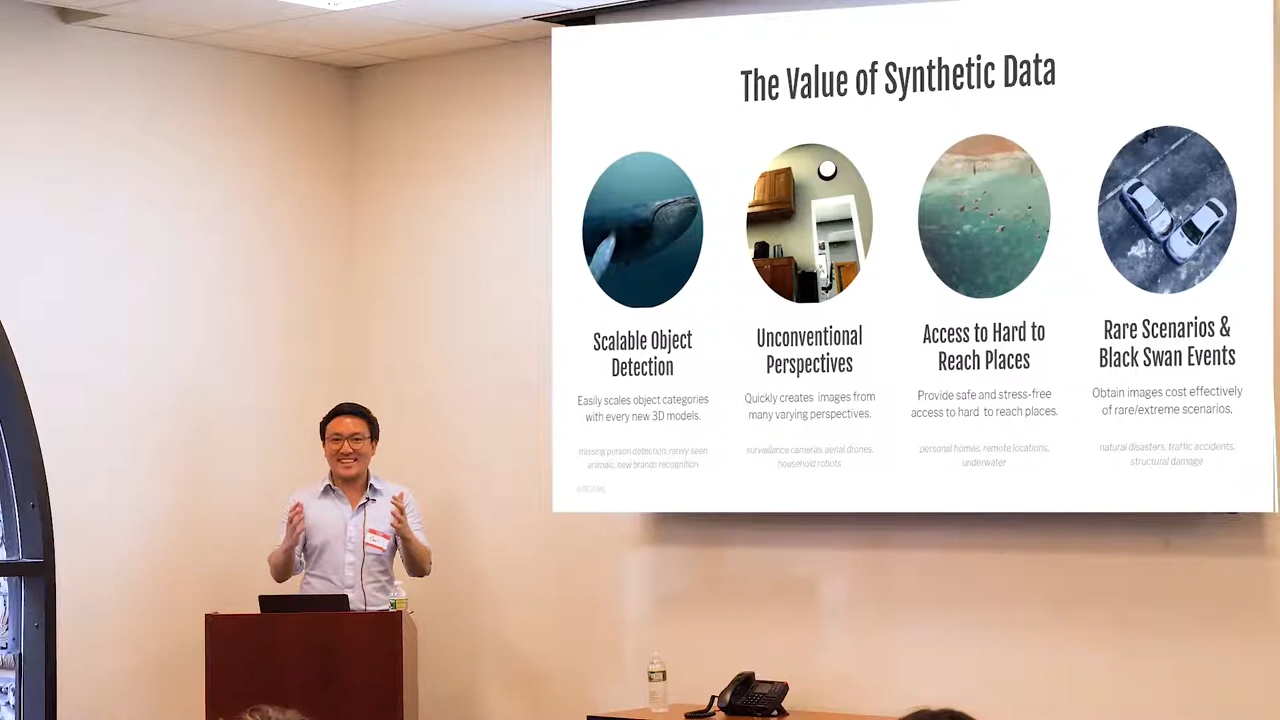 The Value of Synthetic Data
Scalable Object
Detection
Easily scales object categories
with every new 3D models.
missing person detection, rarely seen
animals, new brands recognition
Unconventional
Perspectives
Quickly creates images from
many varying perspectives.
surveillance cameras, aerial drones,
household robots
Access to Hard to
Reach Places
Provide safe and stress-free
access to hard to reach places.
personal homes, remote locations,
underwater
Rare Scenarios &
Black Swan Events
Obtain images cost effectively
of rare/extreme scenarios.
natural disasters, traffic accidents,
structural damage